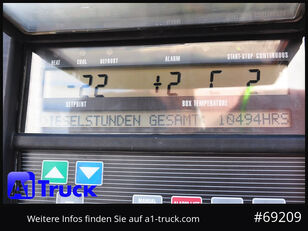 HEAT COOL DEFROST ALARM START-STOP CONTINUOUS
-22 +2 C 2
SETPOINT BOX TEMPERATURE
DIESELSTUNDEN GESAMT: 10494HRS
A1 TRUCK
Weitere Infos finden Sie auf a1-truck.com #69209